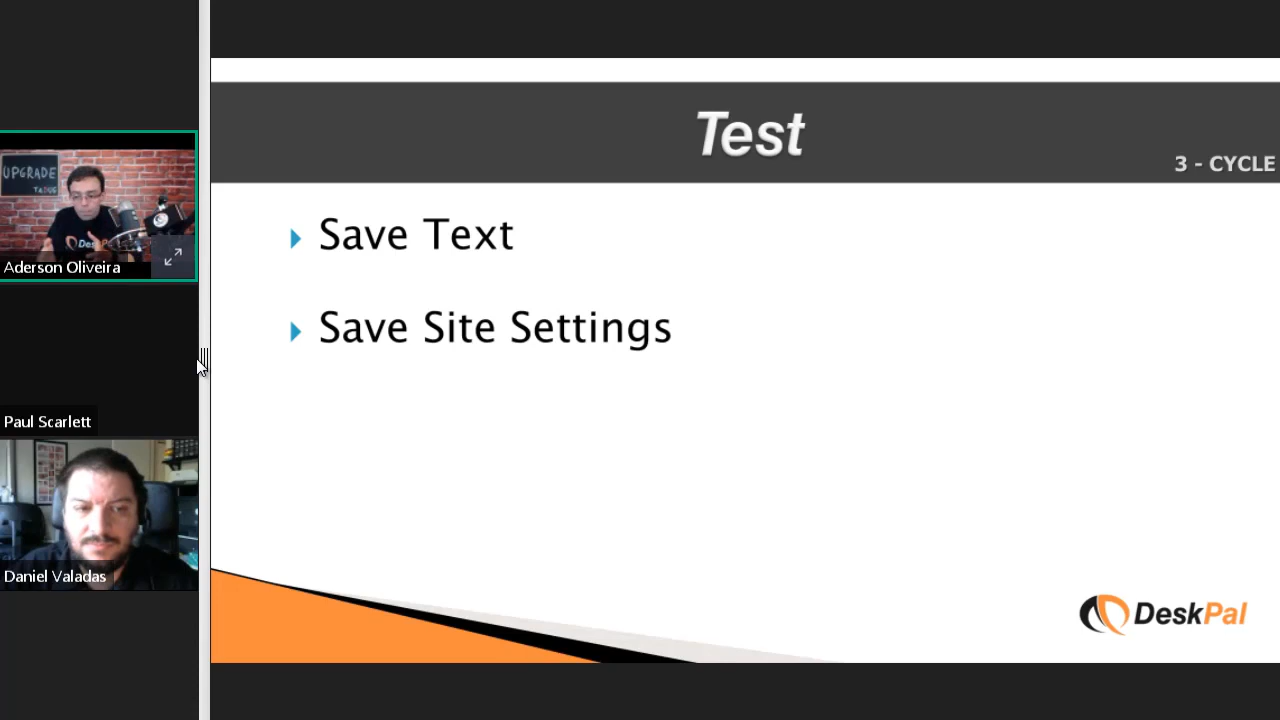 Test
3 - CYCLE
Save Text
Save Site Settings
UPGRADE
Aderson Oliveira
Paul Scarlett
Daniel Valadas
DeskPal